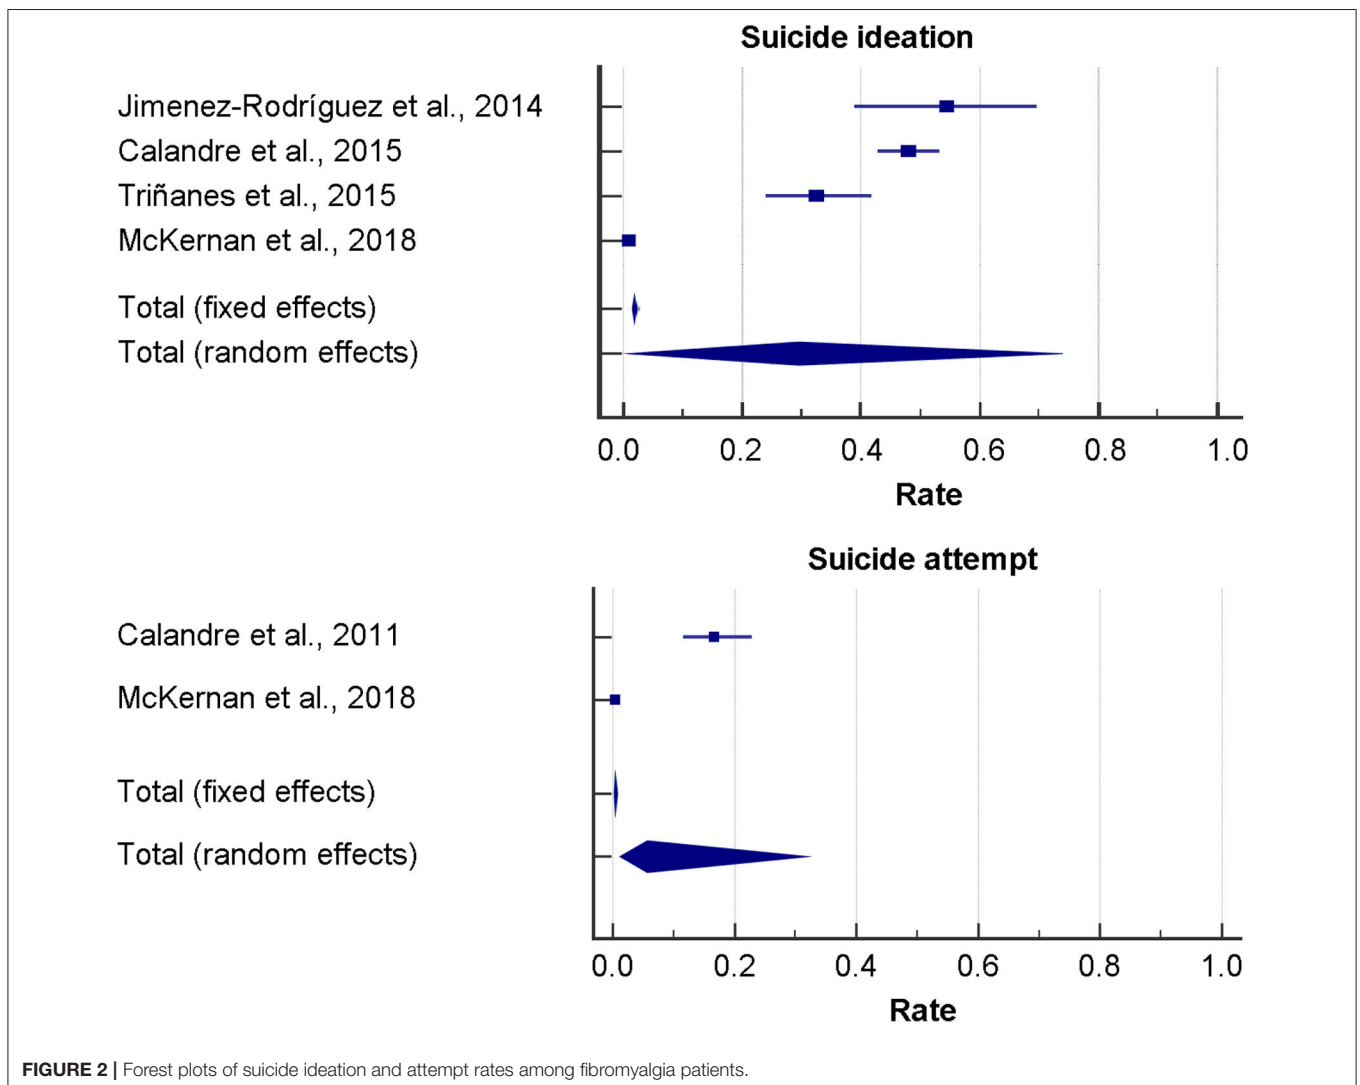 Suicide ideation
Jimenez-Rodríguez et al., 2014
Calandre et al., 2015
Triñanes et al., 2015
McKernan et al., 2018
Total (fixed effects)
Total (random effects)
0.0 0.2 0.4 0.6 0.8 1.0
Rate
Suicide attempt
Calandre et al., 2011
McKernan et al., 2018
Total (fixed effects)
Total (random effects)
0.0 0.2 0.4 0.6 0.8 1.0
Rate
FIGURE 2 | Forest plots of suicide ideation and attempt rates among fibromyalgia patients.